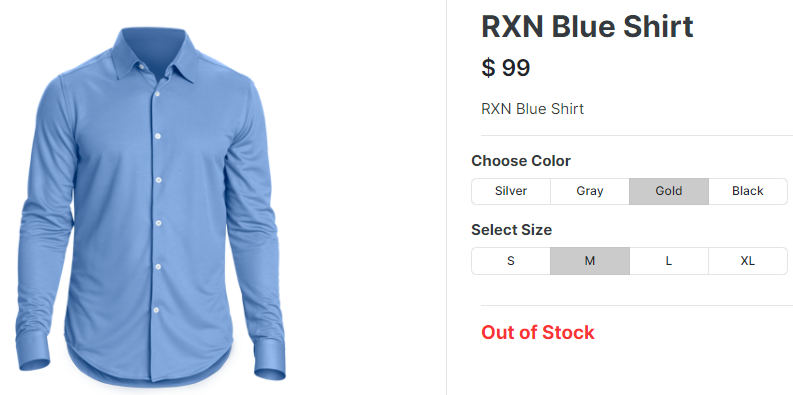 RXN Blue Shirt
$ 99
RXN Blue Shirt
Choose Color
Silver Gray Gold Black
Select Size
S M L XL
Out of Stock